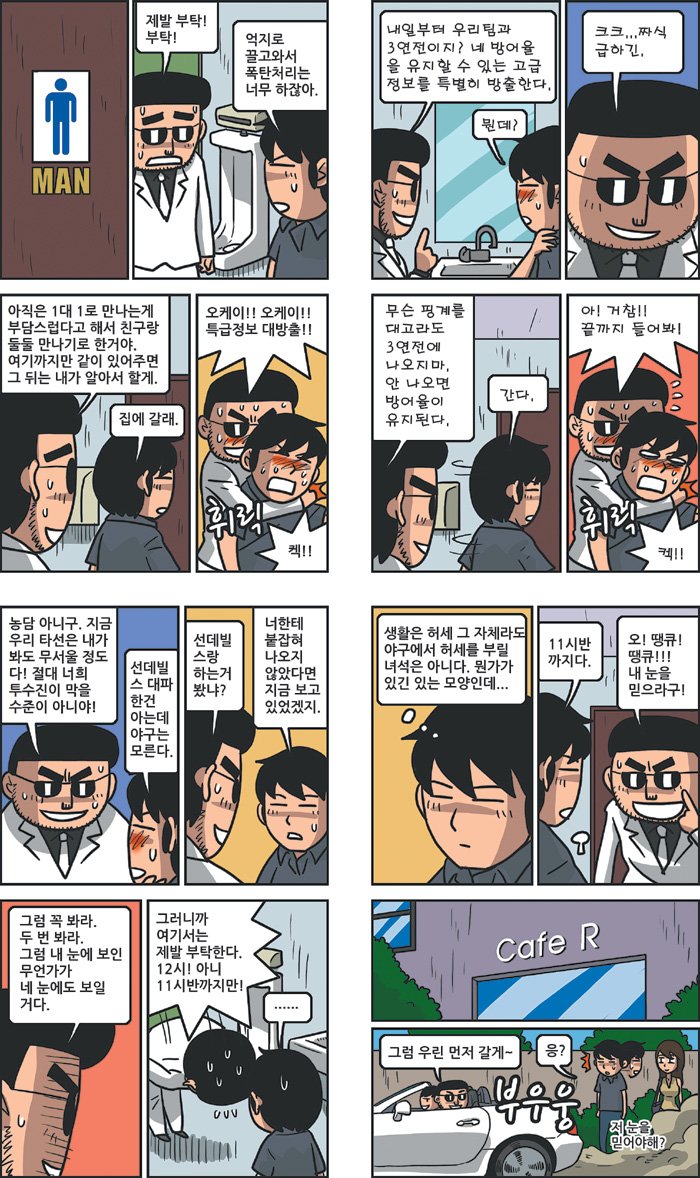 MAN
제발 부탁!
부탁!
억지로
끌고와서
폭탄처리는
너무 하잖아.
내일부터 우리팀과
3연전이지? 네 방어율
을 유지할 수 있는 고급
정보를 특별히 방출한다.
뭔데?
크크,,,짜식
급하긴,
아직은 1대 1로 만나는게
부담스럽다고 해서 친구랑
둘둘 만나기로 한거야.
여기까지만 같이 있어주면
그 뒤는 내가 알아서 할게.
집에 갈래.
오케이!! 오케이!!
특급정보 대방출!!
휘릭
켁!!
무슨 핑계를
대고라도
3연전에
나오지마,
안 나오면
방어율이
유지된다,
간다,
아! 거참!!
끝까지 들어봐!
휘릭
켁!!
농담 아니구. 지금
우리 타선은 내가
봐도 무서울 정도
다! 절대 너희
투수진이 막을
수준이 아니야!
선데빌
스 대파
한건
아는데
야구는
모른다.
선데빌
스랑
하는거
봤냐?
너한테
붙잡혀
나오지
않았다면
지금 보고
있었겠지.
생활은 허세 그 자체라도
야구에서 허세를 부릴
녀석은 아니다. 뭔가가
있긴 있는 모양인데...
11시반
까지다.
오! 땡큐!
땡큐!!!
내 눈을
믿으라구!
그럼 꼭 봐라.
두 번 봐라.
그럼 내 눈에 보인
무언가가
네 눈에도 보일
거다.
그러니까
여기서는
제발 부탁한다.
12시! 아니
11시반까지만!
......
Cafe R
그럼 우린 먼저 갈게~
응?
부우웅
저 눈을
믿어야해?